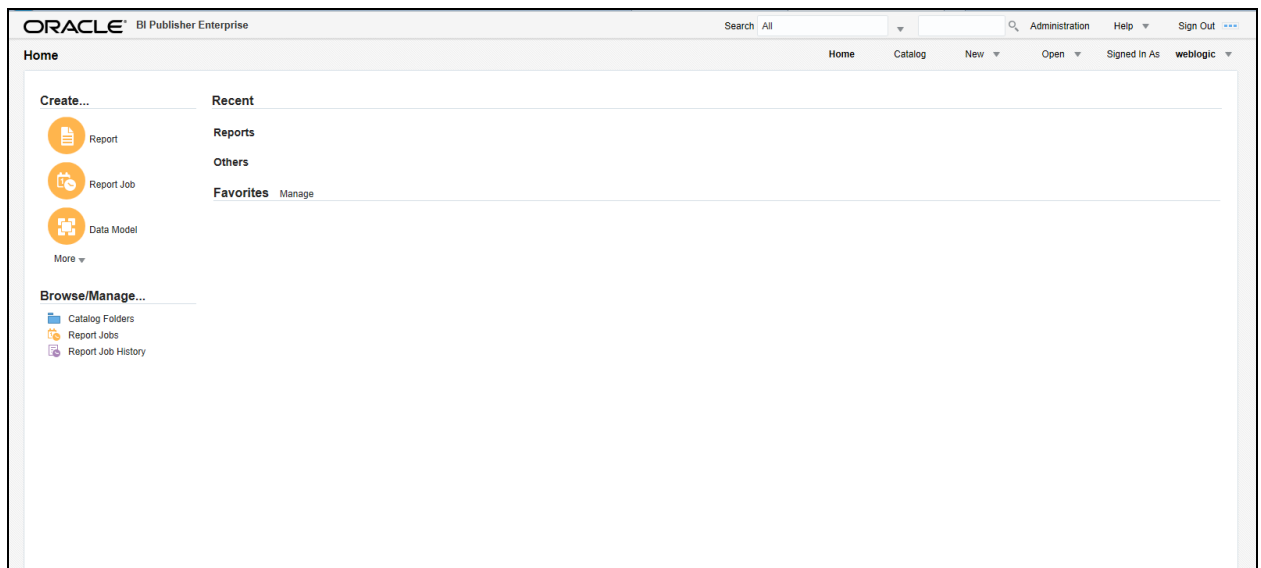 ORACLE BI Publisher Enterprise Search All Administration Help Sign Out
Home Home Catalog New Open Signed In As weblogic
Create...
Report
Report Job
Data Model
More
Browse/Manage...
Catalog Folders
Report Jobs
Report Job History
Recent
Reports
Others
Favorites Manage